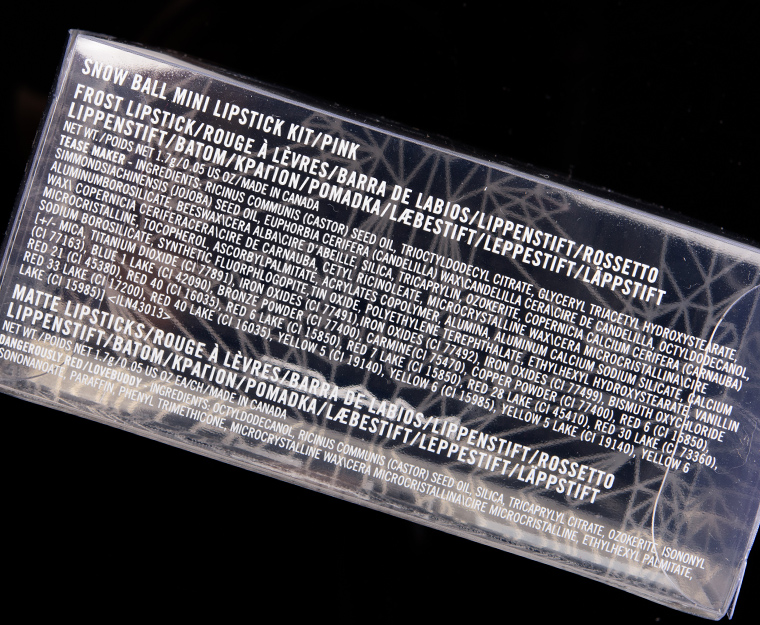 SNOW BALL MINI LIPSTICK KIT/PINK
FROST LIPSTICK/ROUGE À LÈVRES/BARRA DE LABIOS/LIPPENSTIFT/ROSSETTO
LIPPENSTIFT/BATOM/ΚΡΑΓΙΟΝ/POMADKA/LÆBESTIFT/LEPPESTIFT/LÄPPSTIFT
NET WT./POIDS NET 1.7g/0.05 US OZ/MADE IN CANADA
TEASE MAKER - INGREDIENTS: RICINUS COMMUNIS (CASTOR) SEED OIL, TRIOCTYLDODECYL CITRATE, GLYCERYL TRIACETYL HYDROXYSTEARATE,
SIMMONDSIACHINENSIS (JOJOBA) SEED OIL, EUPHORBIA CERIFERA (CANDELILLA) WAX\CANDELILLA CERA\CIRE DE CANDELILLA, OCTYLDODECANOL,
ALUMINUMBOROSILICATE, BEESWAX\CERA ALBA\CIRE D'ABEILLE, SILICA, TRICAPRYLIN, OZOKERITE, COPERNICIA CERIFERA (CARNAUBA)
WAX\ COPERNICIA CERIFERACERA\CIRE DE CARNAUBA, CETYL RICINOLEATE, MICROCRYSTALLINE WAX\CERA MICROCRISTALLINA\CIRE
MICROCRISTALLINE, TOCOPHEROL, ASCORBYLPALMITATE, ACRYLATES COPOLYMER, ALUMINA, ALUMINUM CALCIUM SODIUM SILICATE, CALCIUM
SODIUM BOROSILICATE, SYNTHETIC FLUORPHLOGOPITE, TIN OXIDE, POLYETHYLENE TEREPHTHALATE, ETHYLHEXYL HYDROXYSTEARATE, VANILLIN
(+/- MICA, TITANIUM DIOXIDE (CI 77891), IRON OXIDES (CI 77491), IRON OXIDES (CI 77492), IRON OXIDES (CI 77499), BISMUTH OXYCHLORIDE
(CI 77163), BLUE 1 LAKE (CI 42090), BRONZE POWDER (CI 77400), CARMINE (CI 75470), COPPER POWDER (CI 77400), RED 6 (CI 15850),
RED 21 (CI 45380), RED 40 (CI 16035), RED 6 LAKE (CI 15850), RED 7 LAKE (CI 15850), RED 28 LAKE (CI 45410), RED 30 LAKE (CI 73360),
RED 33 LAKE (CI 17200), RED 40 LAKE (CI 16035), YELLOW 5 (CI 19140), YELLOW 6 (CI 15985), YELLOW 5 LAKE (CI 19140), YELLOW 6
LAKE (CI 15985)) <ILNA3013>
MATTE LIPSTICKS/ROUGE À LÈVRES/BARRA DE LABIOS/LIPPENSTIFT/ROSSETTO
LIPPENSTIFT/BATOM/ΚΡΑΓΙΟΝ/POMADKA/LÆBESTIFT/LEPPESTIFT/LÄPPSTIFT
NET WT./POIDS NET 1.7g/0.05 US OZ EA/CH/MADE IN CANADA
DANGEROUSLY RED/LOVEBUDDY - INGREDIENTS: OCTYLDODECANOL, RICINUS COMMUNIS (CASTOR) SEED OIL, SILICA, TRICAPRYLYL CITRATE, OZOKERITE, ISONONYL
ISONONANOATE, PARAFFIN, PHENYL TRIMETHICONE, MICROCRYSTALLINE WAX\CERA MICROCRISTALLINA\CIRE MICROCRISTALLINE, ETHYLHEXYL PALMITATE,